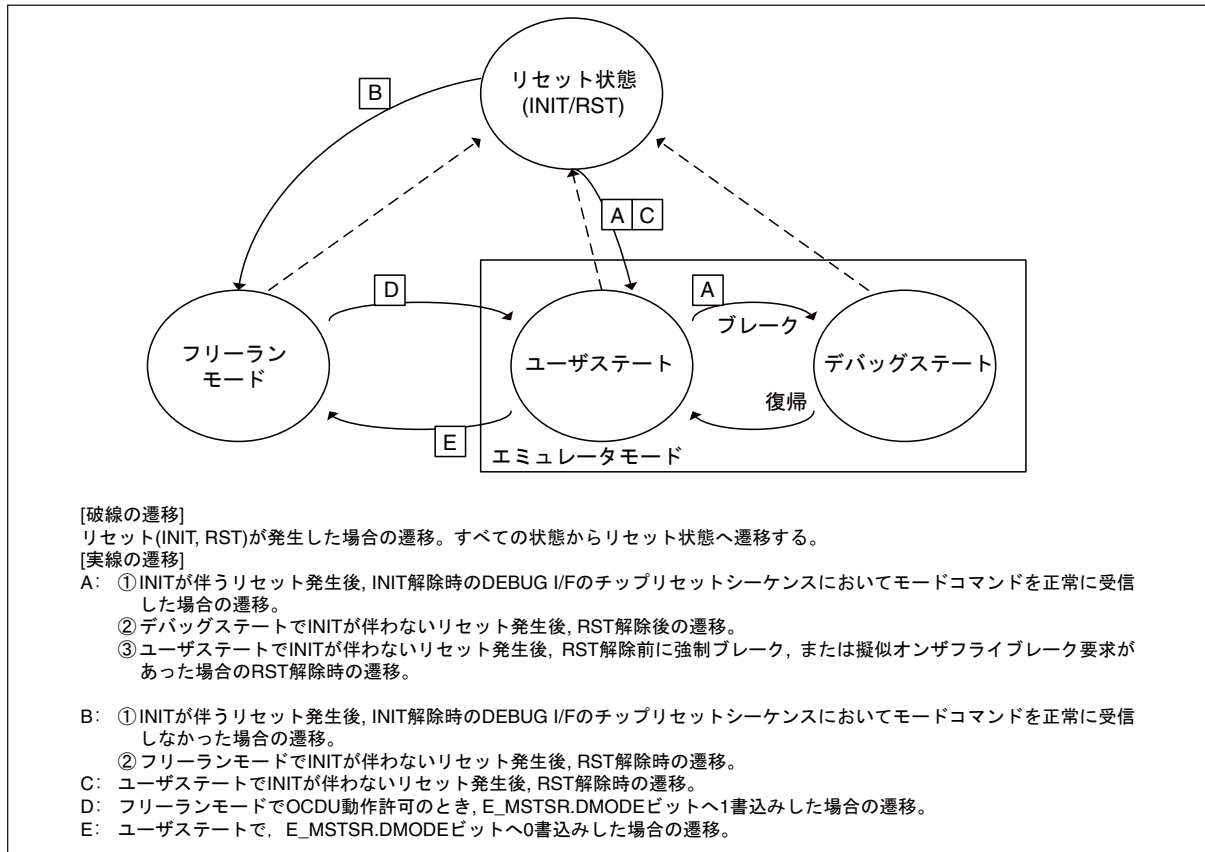 リセット状態
(INIT/RST)
B
A C
D
A
ブレーク
フリーラン
モード
ユーザステート
デバッグステート
復帰
E
エミュレータモード
[破線の遷移]
リセット(INIT, RST)が発生した場合の遷移。すべての状態からリセット状態へ遷移する。
[実線の遷移]
A: ①INITが伴うリセット発生後, INIT解除時のDEBUG I/Fのチップリセットシーケンスにおいてモードコマンドを正常に受信
した場合の遷移。
②デバッグステートでINITが伴わないリセット発生後, RST解除後の遷移。
③ユーザステートでINITが伴わないリセット発生後, RST解除前に強制ブレーク, または擬似オンザフライブレーク要求が
あった場合のRST解除時の遷移。
B: ①INITが伴うリセット発生後, INIT解除時のDEBUG I/Fのチップリセットシーケンスにおいてモードコマンドを正常に受信
しなかった場合の遷移。
②フリーランモードでINITが伴わないリセット発生後, RST解除時の遷移。
C: ユーザステートでINITが伴わないリセット発生後, RST解除時の遷移。
D: フリーランモードでOCDU動作許可のとき, E_MSTSR.DMODEビットへ1書込みした場合の遷移。
E: ユーザステートで, E_MSTSR.DMODEビットへ0書込みした場合の遷移。